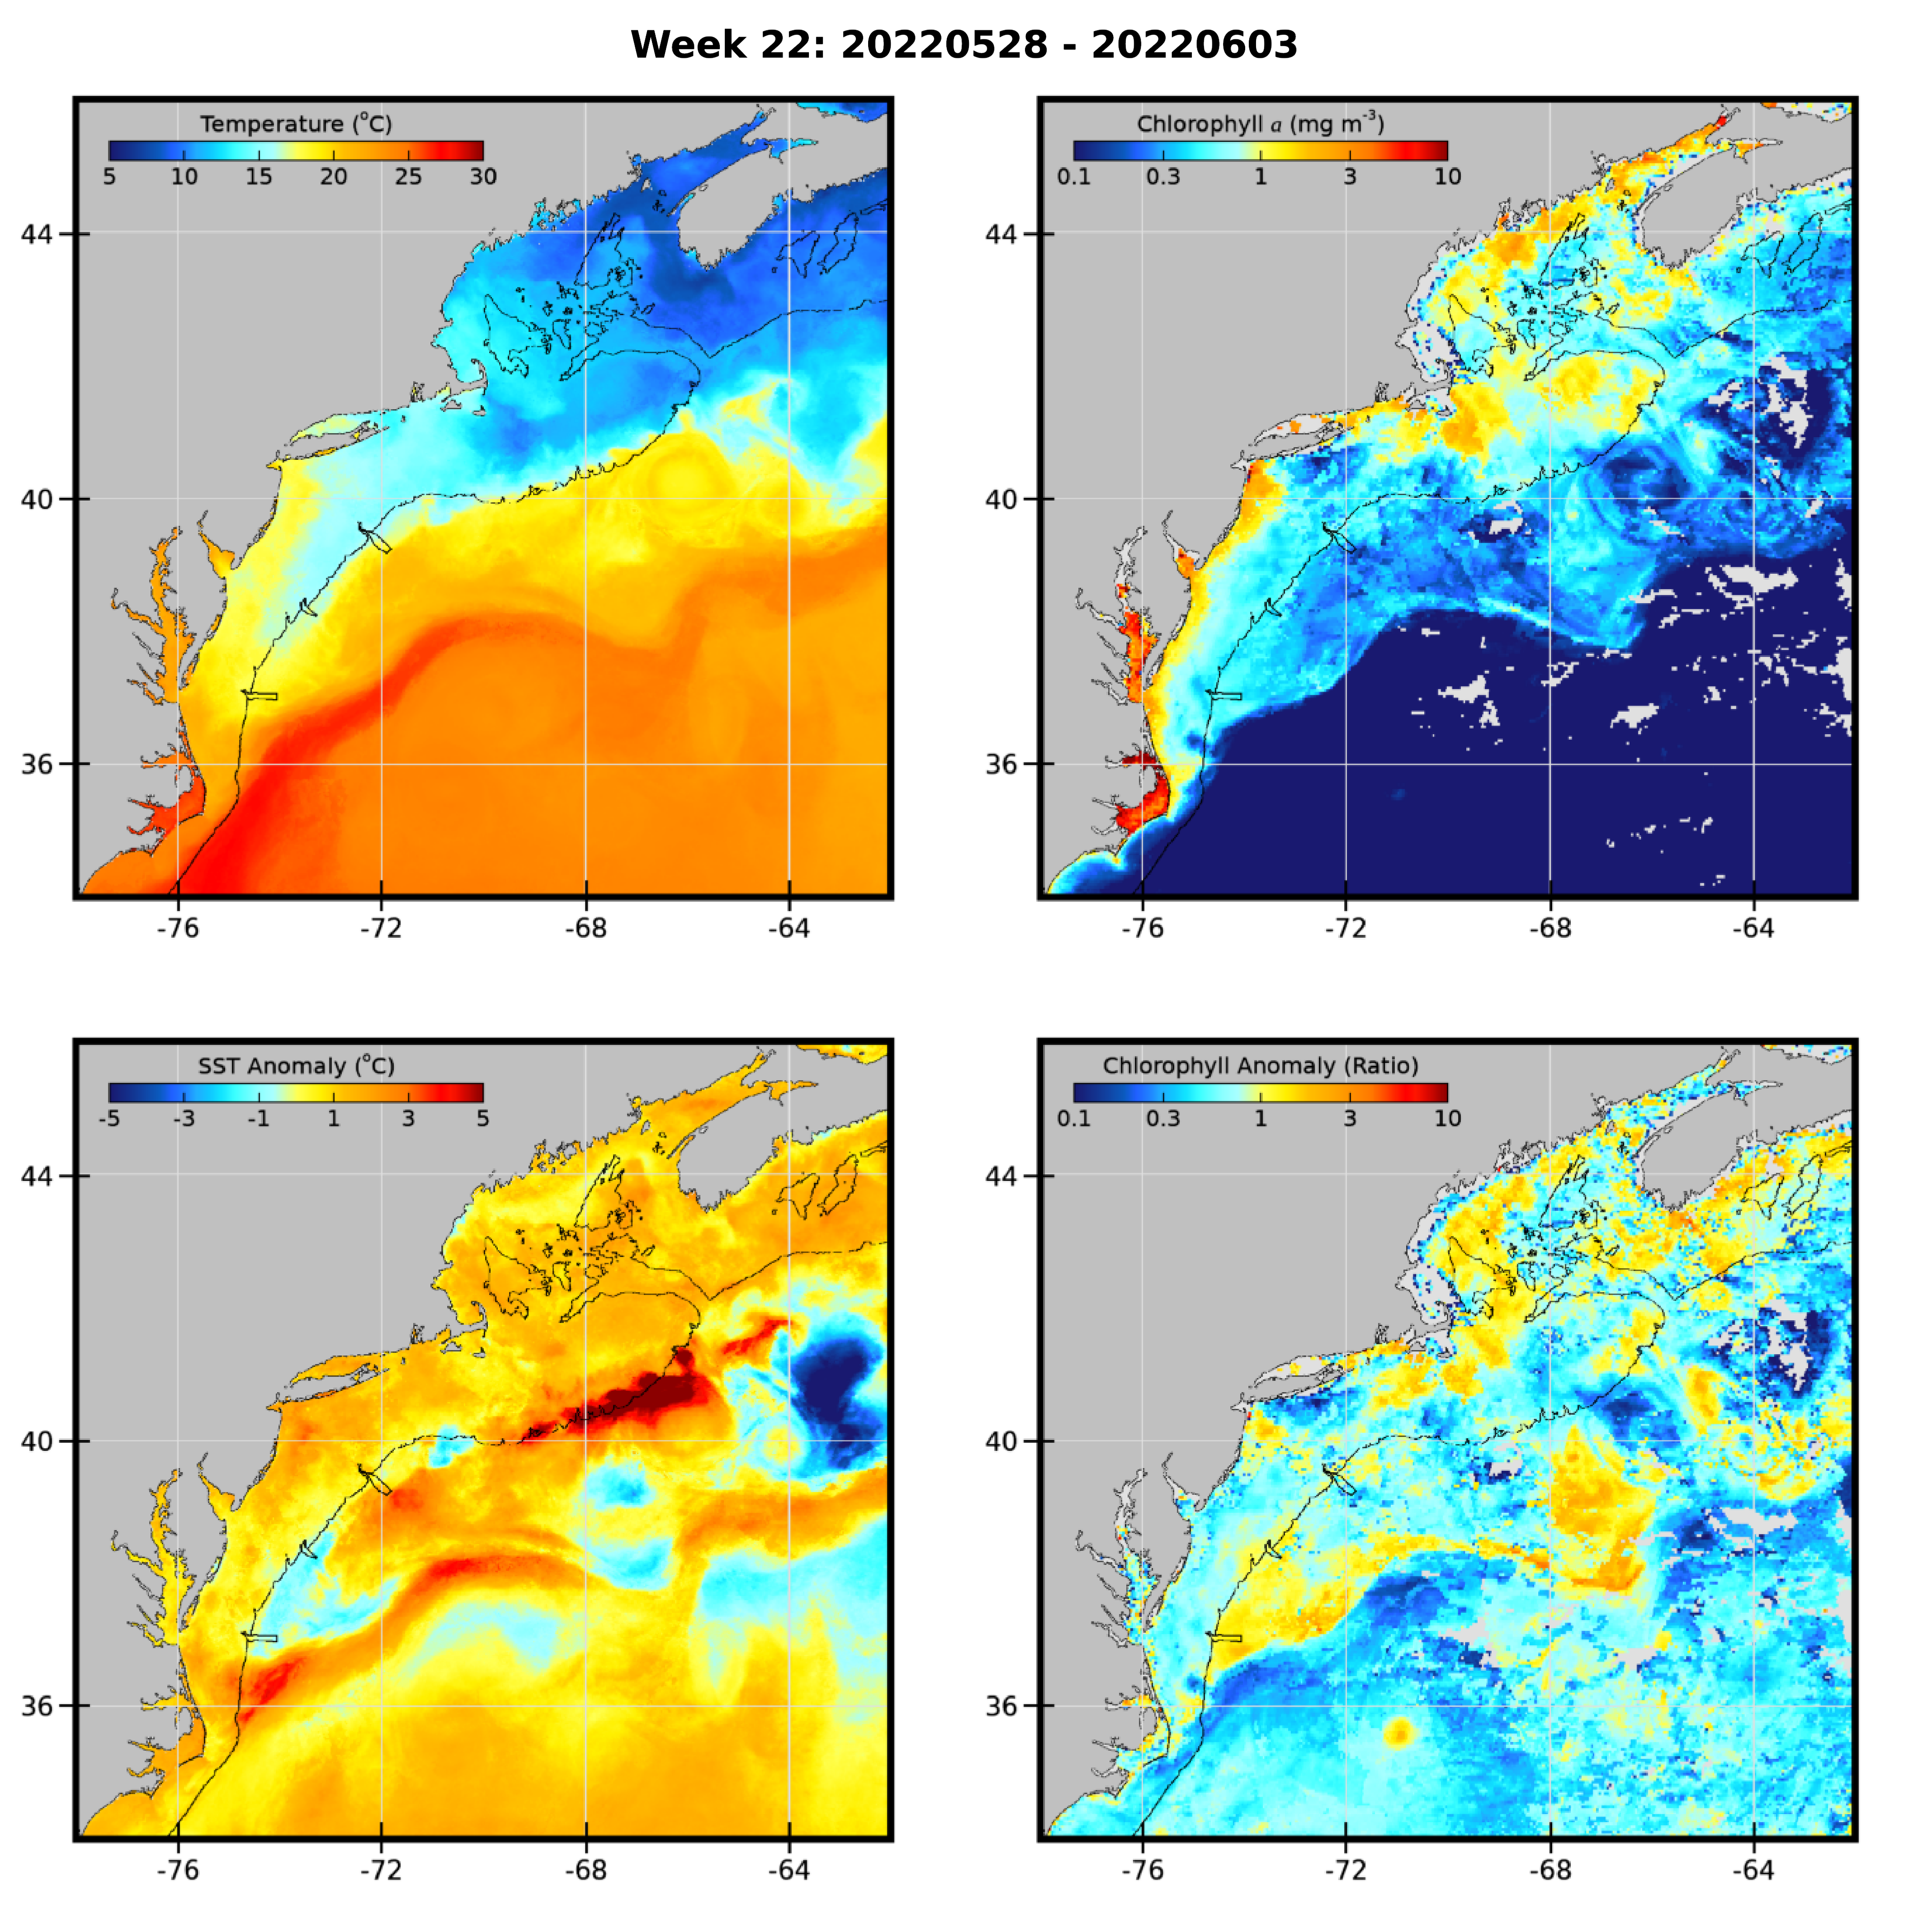 Week 22: 20220528 - 20220603
Temperature (°C)
5 10 15 20 25 30
44
40
36
-76 -72 -68 -64
Chlorophyll a (mg m⁻³)
0.1 0.3 1 3 10
44
40
36
-76 -72 -68 -64
SST Anomaly (°C)
-5 -3 -1 1 3 5
44
40
36
-76 -72 -68 -64
Chlorophyll Anomaly (Ratio)
0.1 0.3 1 3 10
44
40
36
-76 -72 -68 -64